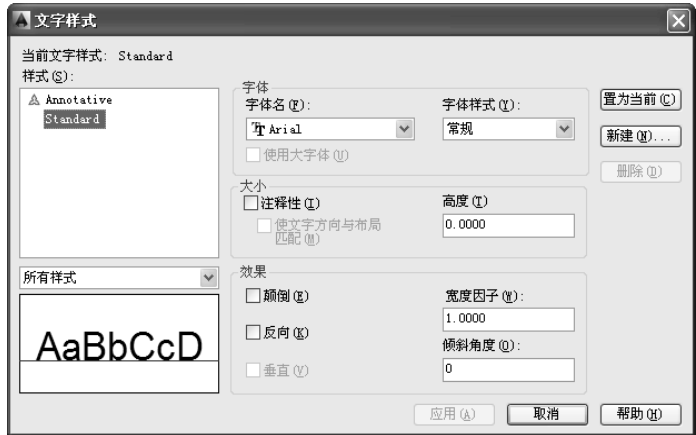 文字样式
当前文字样式: Standard
样式(S):
Annotative
Standard
所有样式
AaBbCcD
字体
字体名(F):
Arial
字体样式(Y):
常规
使用大字体(U)
大小
注释性(I)
使文字方向与布局
匹配(M)
高度(T)
0.0000
效果
颠倒(E)
反向(K)
垂直(V)
宽度因子(W):
1.0000
倾斜角度(O):
0
置为当前(C)
新建(N)...
删除(D)
应用(A)
取消
帮助(H)